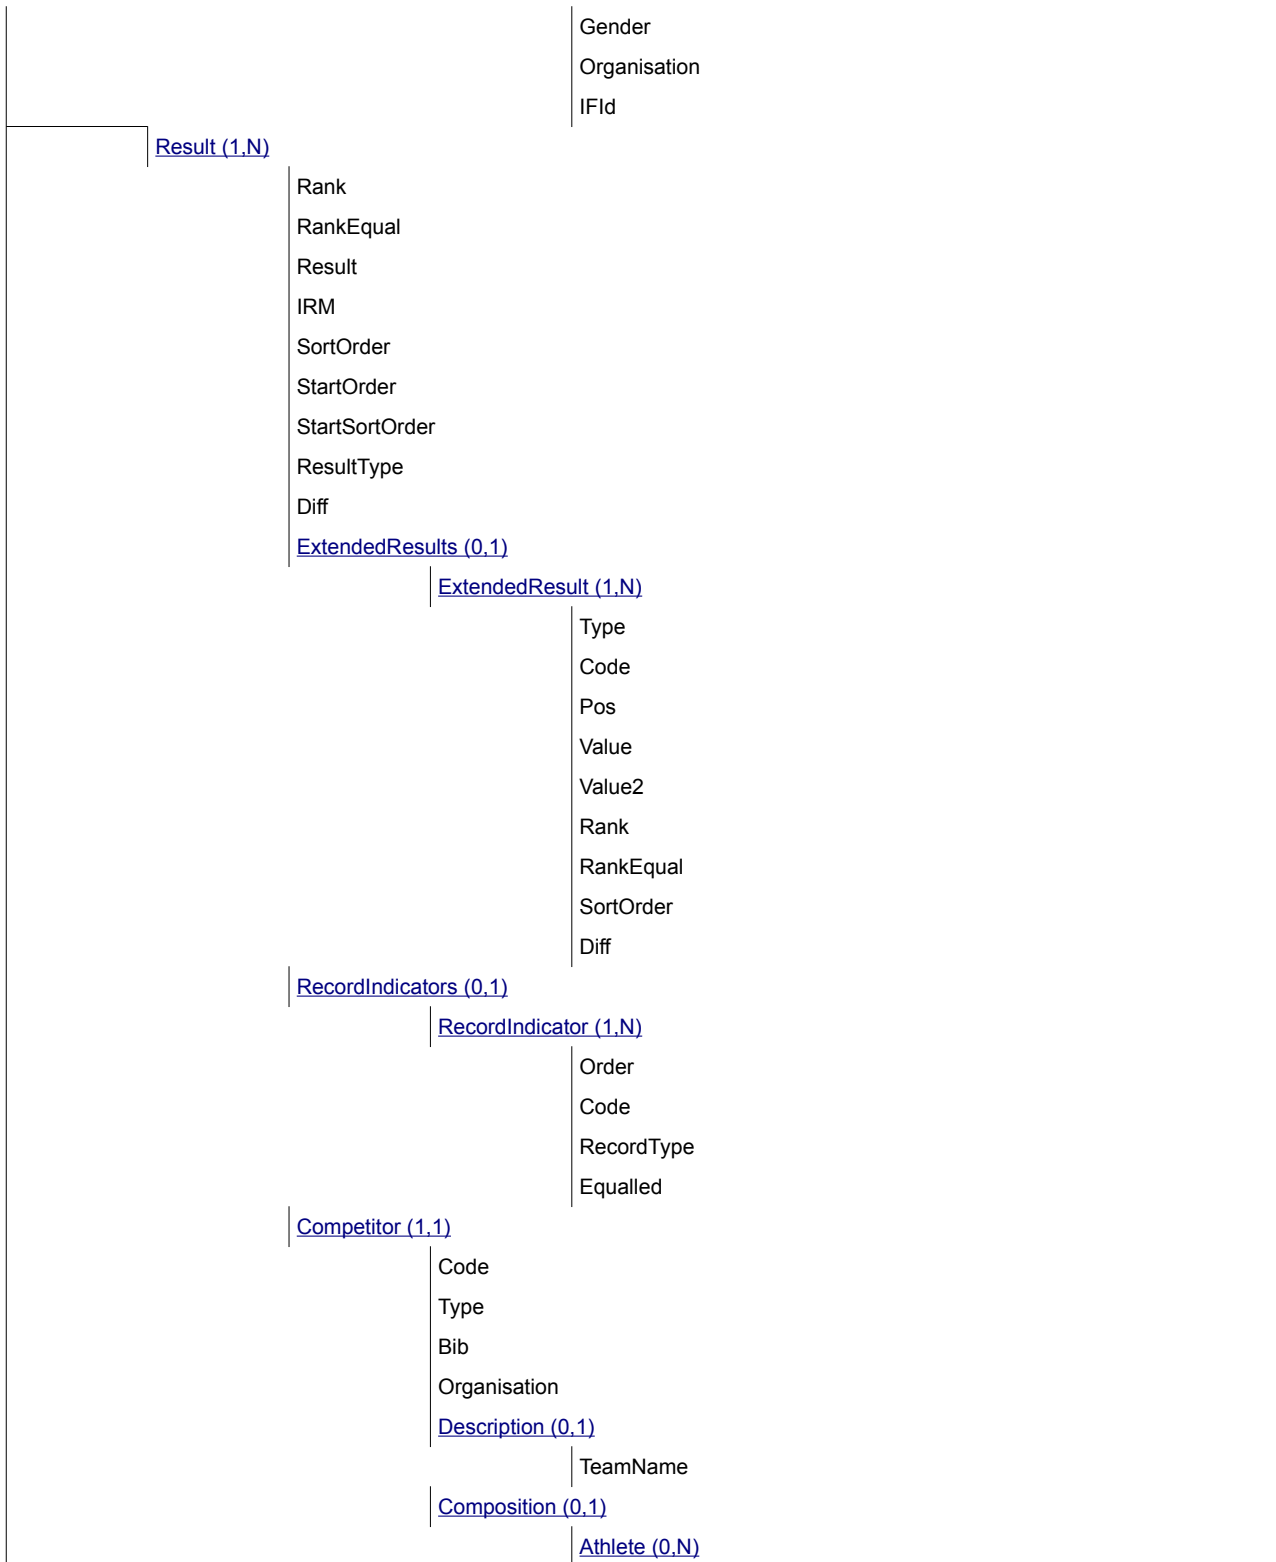 Gender
Organisation
IFId
Result (1,N)
Rank
RankEqual
Result
IRM
SortOrder
StartOrder
StartSortOrder
ResultType
Diff
ExtendedResults (0,1)
ExtendedResult (1,N)
Type
Code
Pos
Value
Value2
Rank
RankEqual
SortOrder
Diff
RecordIndicators (0,1)
RecordIndicator (1,N)
Order
Code
RecordType
Equalled
Competitor (1,1)
Code
Type
Bib
Organisation
Description (0,1)
TeamName
Composition (0,1)
Athlete (0,N)